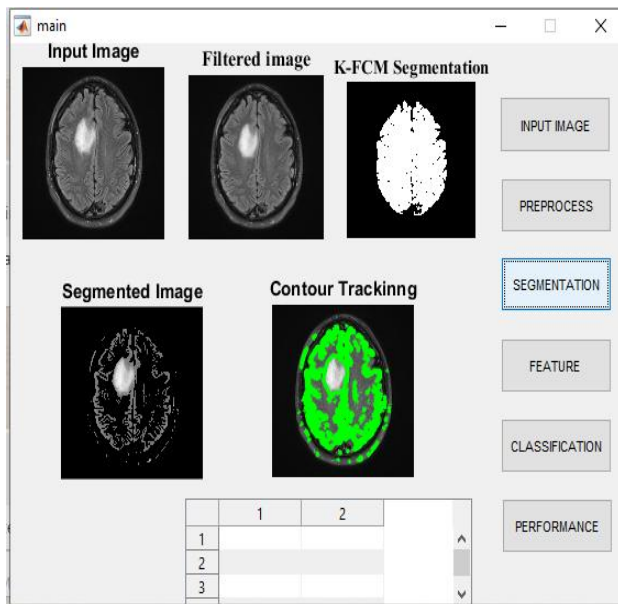 main
Input Image
Filtered image
K-FCM Segmentation
INPUT IMAGE
PREPROCESS
SEGMENTATION
Segmented Image
Contour Trackinng
FEATURE
CLASSIFICATION
PERFORMANCE
1 2
1
2
3